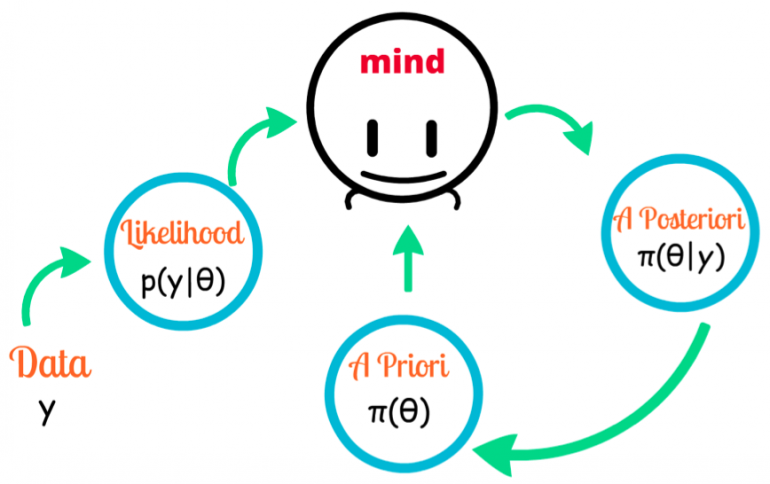 mind
Likelihood
p(y|θ)
A Posteriori
π(θ|y)
Data
y
A Priori
π(θ)